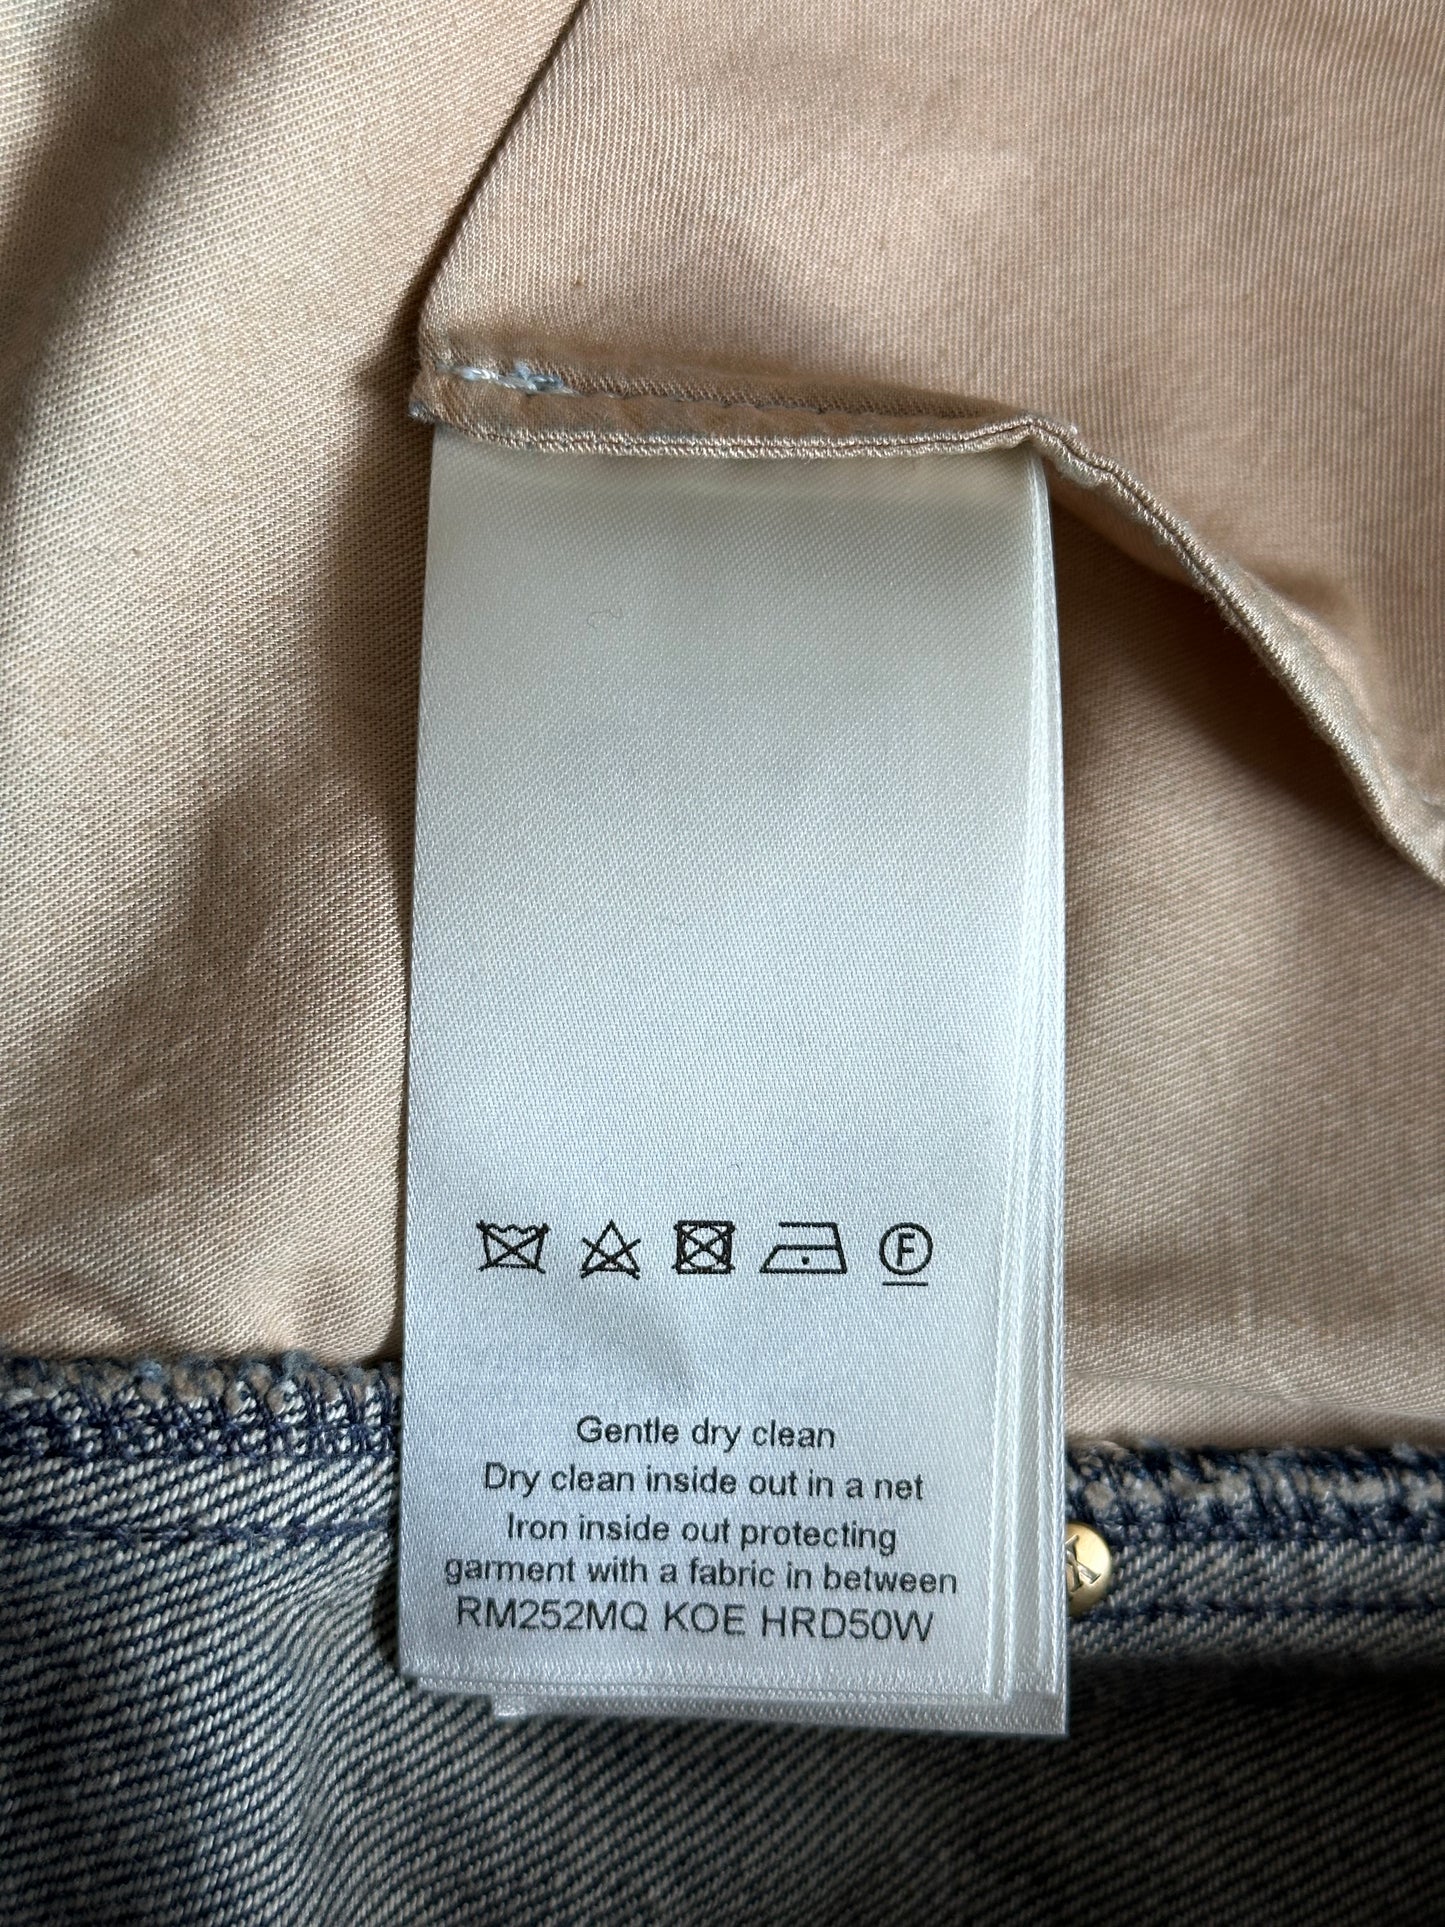 F
Gentle dry clean
Dry clean inside out in a net
Iron inside out protecting
garment with a fabric in between
RM252MQ KOE HRD50W